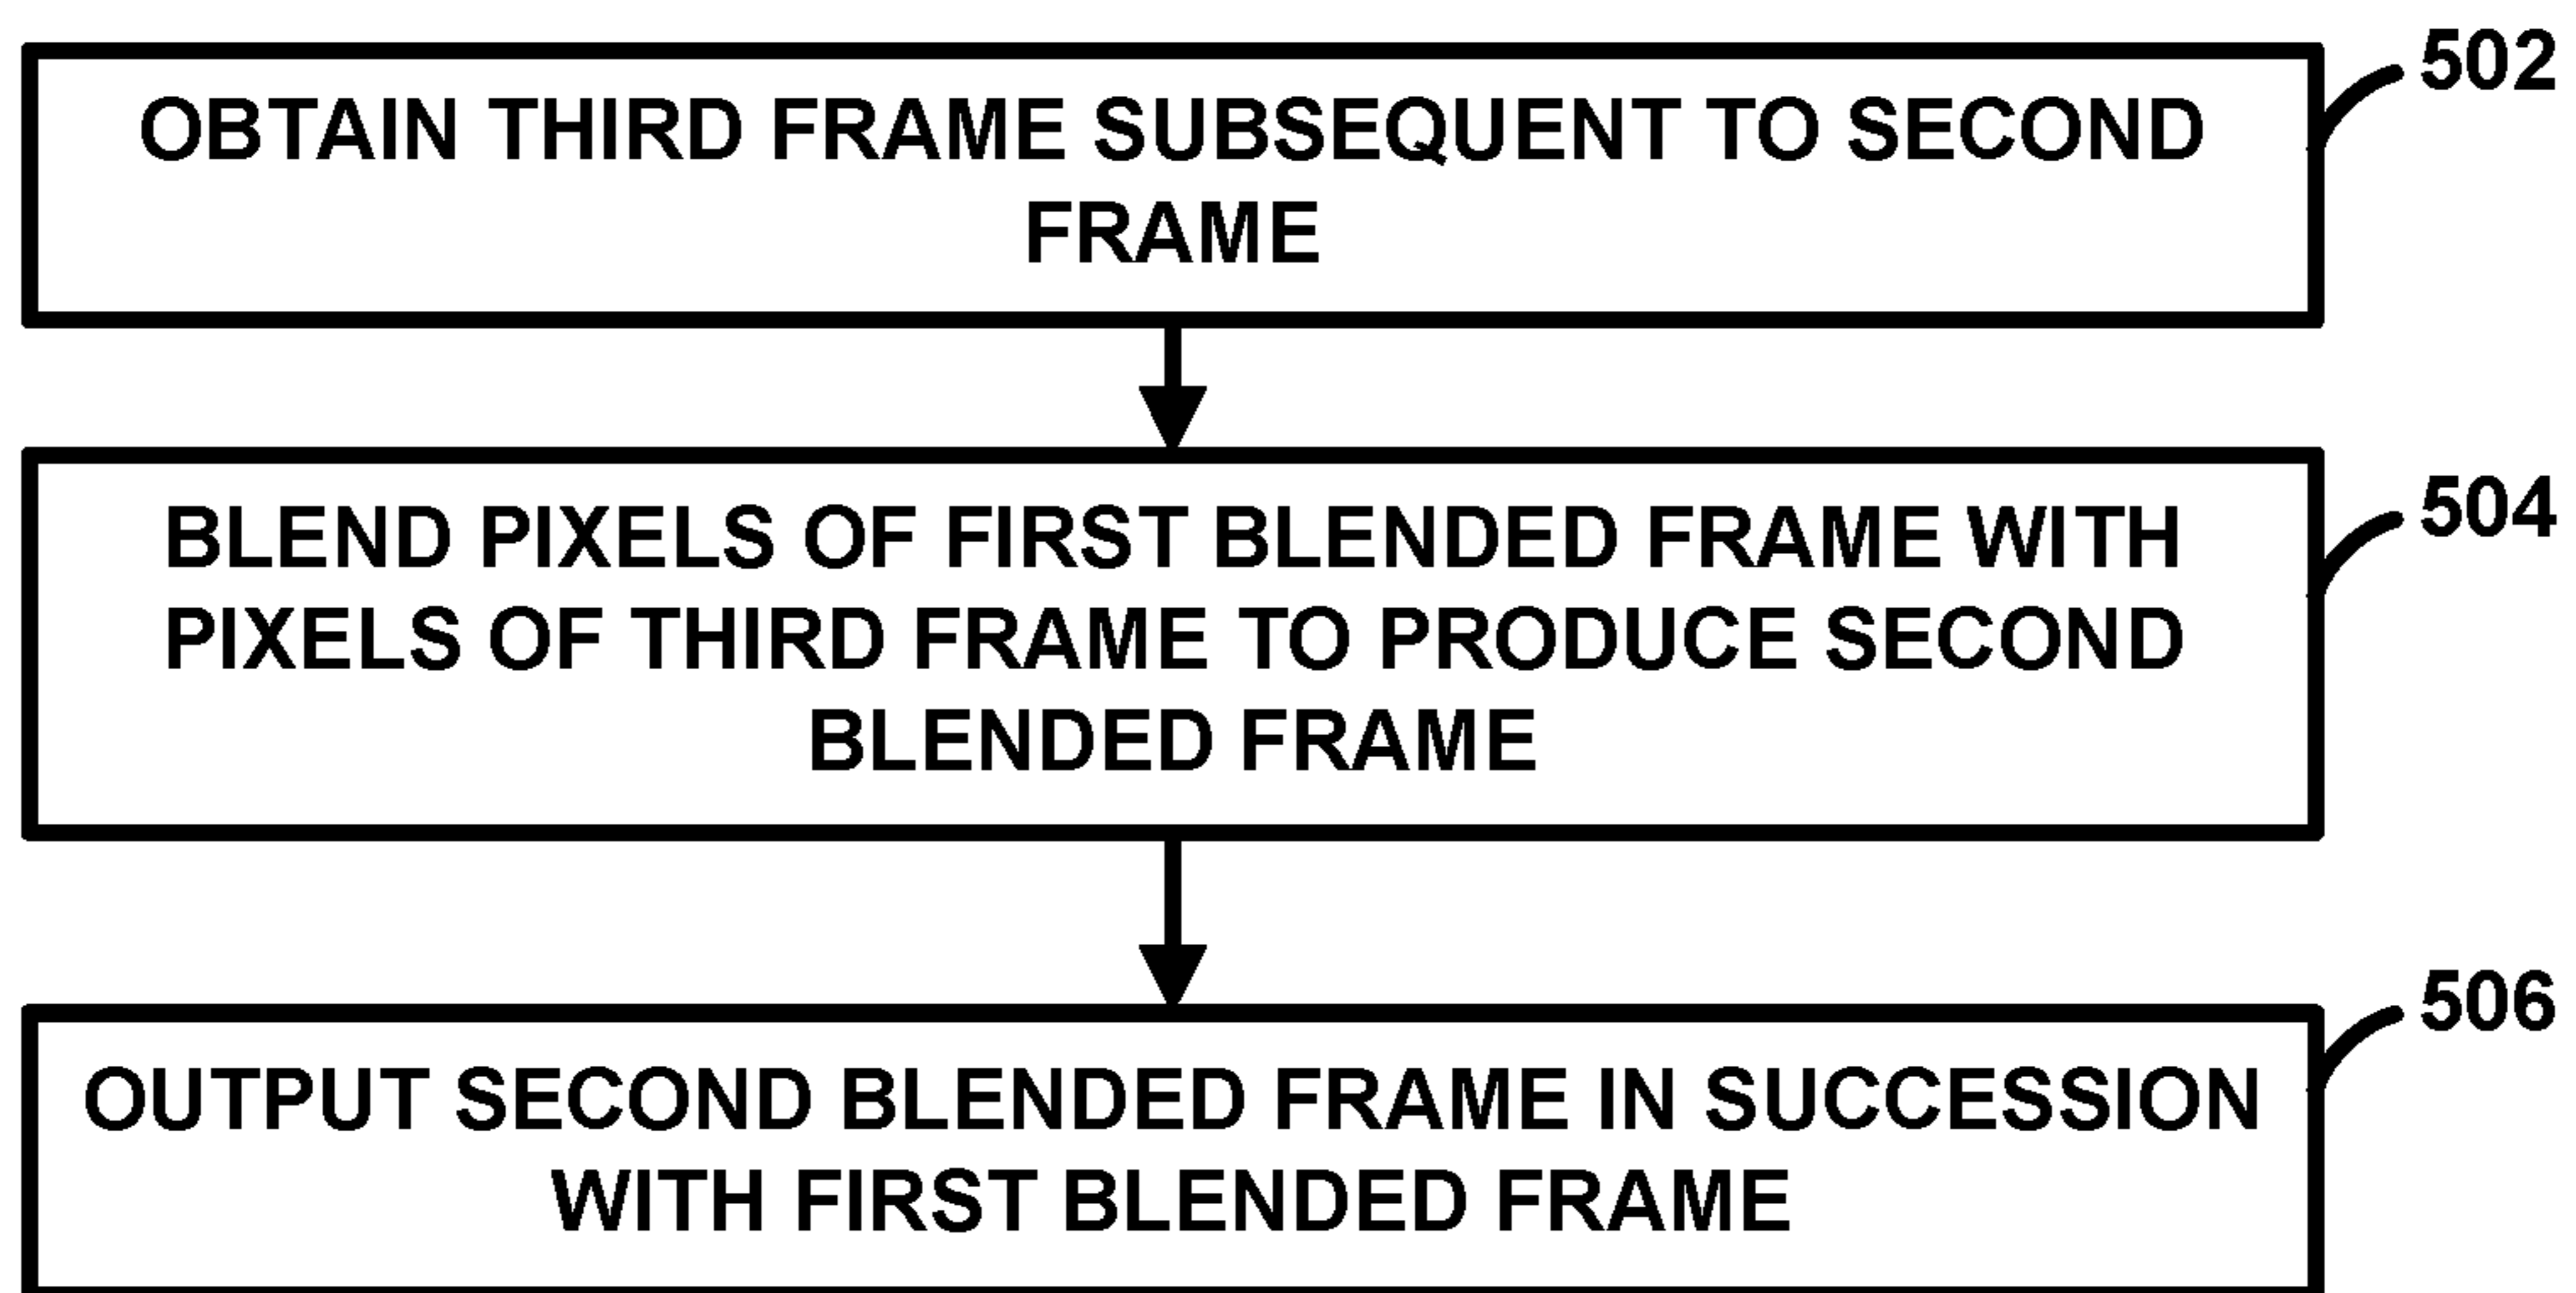 502
OBTAIN THIRD FRAME SUBSEQUENT TO SECOND
FRAME
504
BLEND PIXELS OF FIRST BLENDED FRAME WITH
PIXELS OF THIRD FRAME TO PRODUCE SECOND
BLENDED FRAME
506
OUTPUT SECOND BLENDED FRAME IN SUCCESSION
WITH FIRST BLENDED FRAME